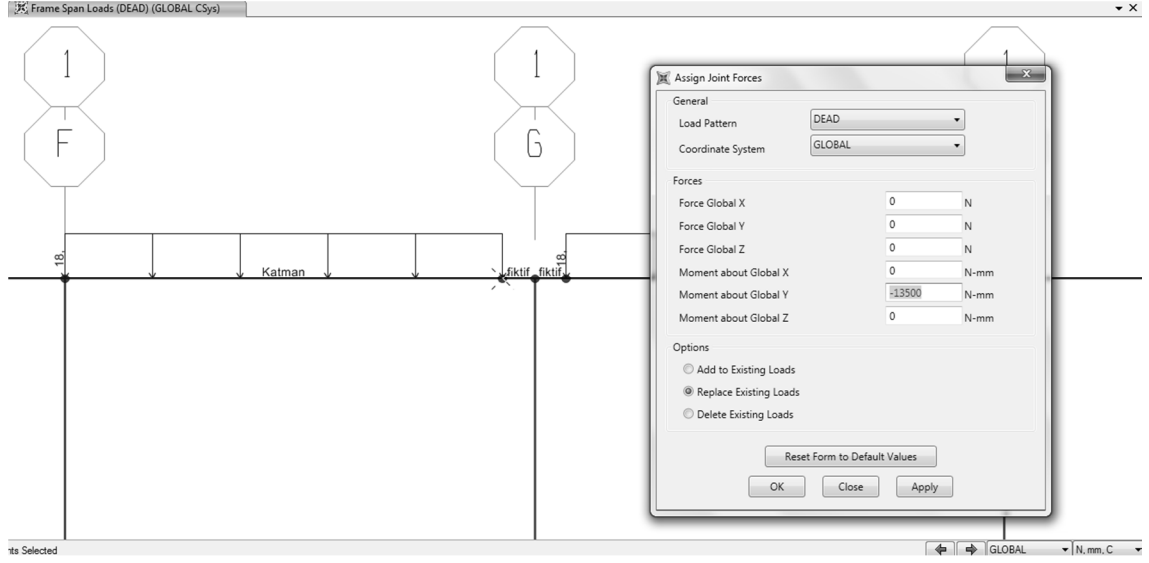 Frame Span Loads (DEAD) (GLOBAL CSys)
1
1
1
F
G
18.
Katman
fiktif
fiktif
18.
Assign Joint Forces
General
Load Pattern DEAD
Coordinate System GLOBAL
Forces
Force Global X 0 N
Force Global Y 0 N
Force Global Z 0 N
Moment about Global X 0 N-mm
Moment about Global Y -13500 N-mm
Moment about Global Z 0 N-mm
Options
Add to Existing Loads
Replace Existing Loads
Delete Existing Loads
Reset Form to Default Values
OK Close Apply
nts Selected
GLOBAL N, mm, C